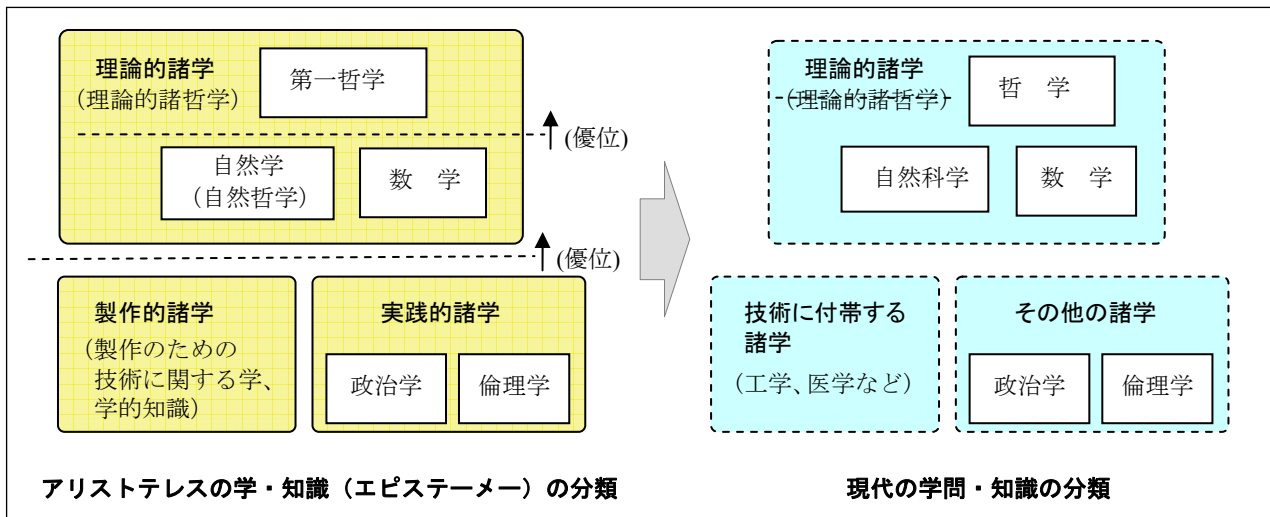 理論的諸学
(理論的諸哲学)
第一哲学
(優位)
自然学
(自然哲学)
数 学
(優位)
製作的諸学
(製作のための
技術に関する学、
学的知識)
実践的諸学
政治学
倫理学
アリストテレスの学・知識（エピステーメー）の分類
理論的諸学
(理論的諸哲学)
哲 学
自然科学
数 学
技術に付帯する
諸学
(工学、医学など)
その他の諸学
政治学
倫理学
現代の学問・知識の分類